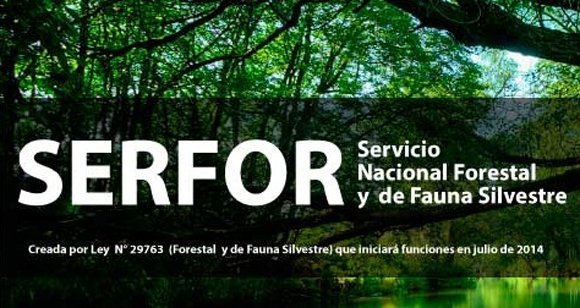 SERFOR
Servicio
Nacional Forestal
y de Fauna Silvestre
Creada por Ley N° 29763 (Forestal y de Fauna Silvestre) que iniciará funciones en julio de 2014